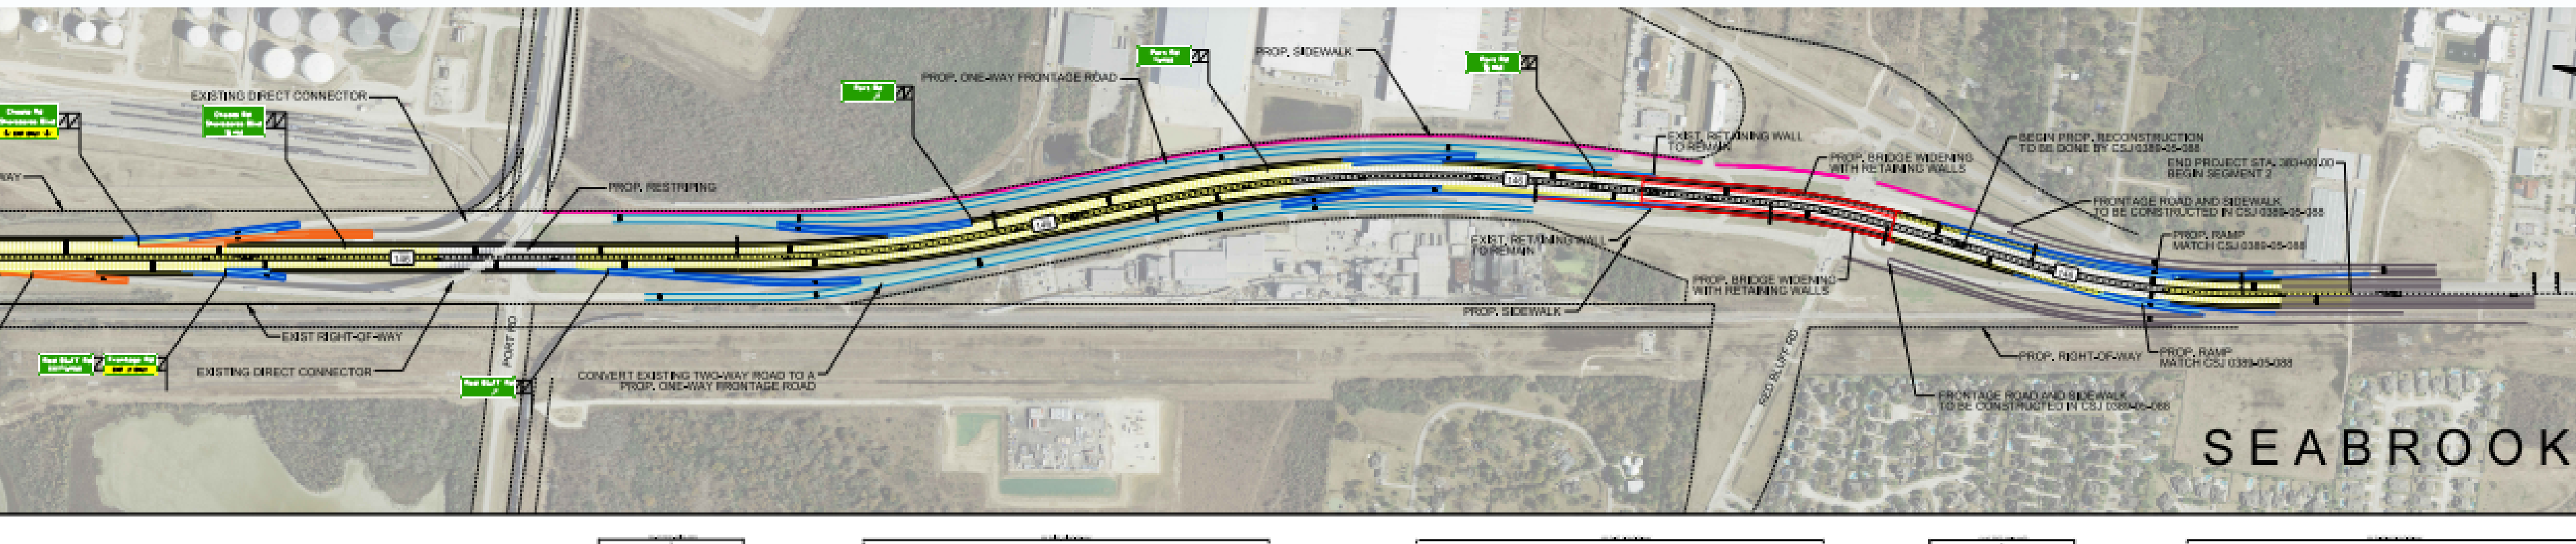 PROP. SIDEWALK
PROP. ONE-WAY FRONTAGE ROAD
EXISTING DIRECT CONNECTOR
WAY
PROP. RESTRIPING
EXIST. RETAINING WALL
TO REMAIN
PROP. BRIDGE WIDENING
WITH RETAINING WALLS
BEGIN PROP. RECONSTRUCTION
TO BE DONE BY CSJ 0389-05-088
END PROJECT STA. 383+00.00
BEGIN SEGMENT 2
FRONTAGE ROAD AND SIDEWALK
TO BE CONSTRUCTED IN CSJ 0389-05-088
PROP. RAMP
MATCH CSJ 0389-05-088
146
146
146
146
EXIST. RETAINING WALL
TO REMAIN
PROP. BRIDGE WIDENING
WITH RETAINING WALLS
PROP. SIDEWALK
EXIST RIGHT-OF-WAY
EXISTING DIRECT CONNECTOR
PORT RD
CONVERT EXISTING TWO-WAY ROAD TO A
PROP. ONE-WAY FRONTAGE ROAD
RED BLUFF RD
PROP. RIGHT-OF-WAY
PROP. RAMP
MATCH CSJ 0389-05-088
FRONTAGE ROAD AND SIDEWALK
TO BE CONSTRUCTED IN CSJ 0389-05-088
SEABROOK